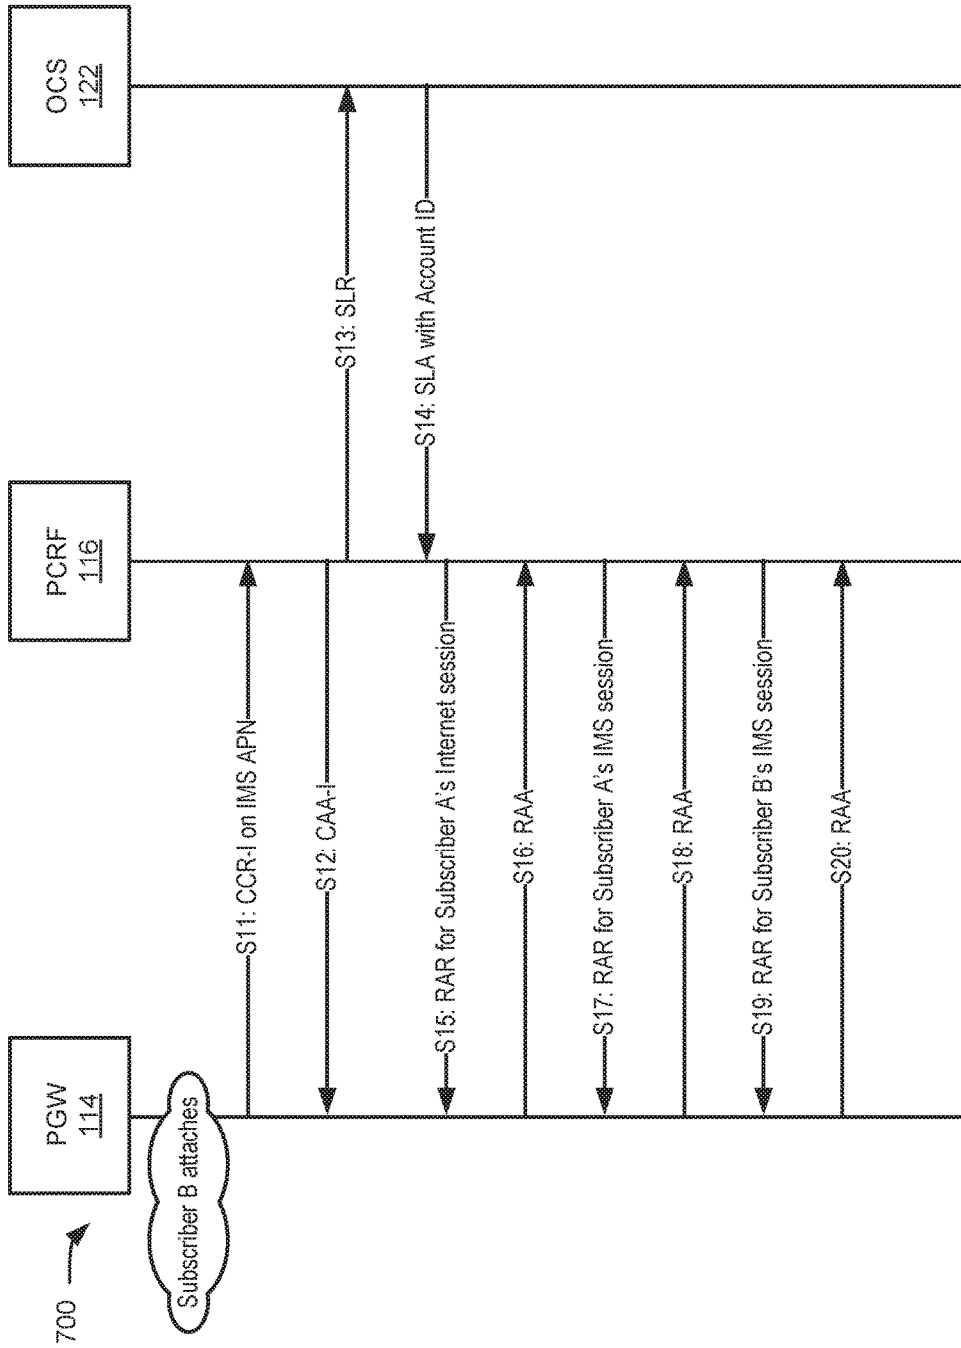 700
PGW
114
PCRF
116
OCS
122
Subscriber B attaches
S11: CCR-I on IMS APN
S12: CAA-I
S13: SLR
S14: SLA with Account ID
S15: RAR for Subscriber A's Internet session
S16: RAA
S17: RAR for Subscriber A's IMS session
S18: RAA
S19: RAR for Subscriber B's IMS session
S20: RAA